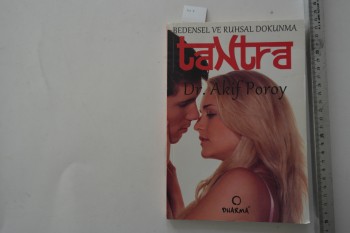 BEDENSEL VE RUHSAL DOKUNMA
taNtra
Dr. Akif Poroy
DHARMA